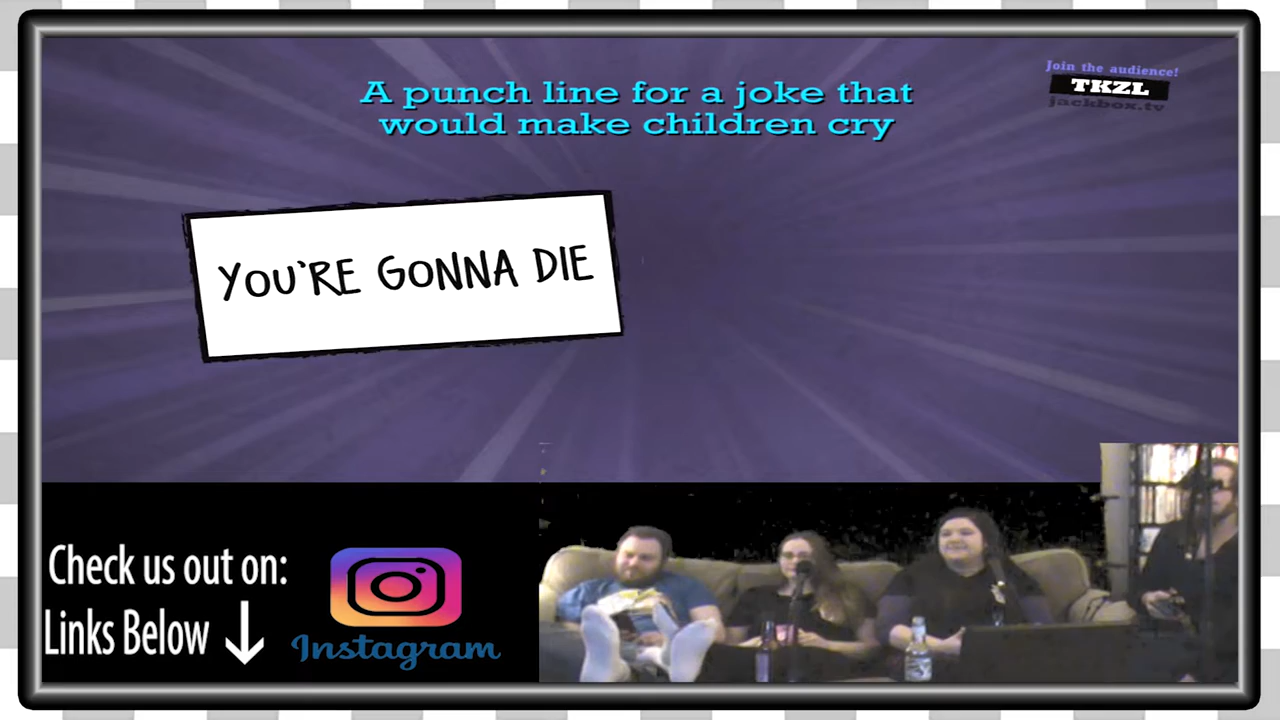 A punch line for a joke that
would make children cry
Join the audience!
TKZL
jackbox.tv
YOU'RE GONNA DIE
Check us out on:
Links Below
Instagram